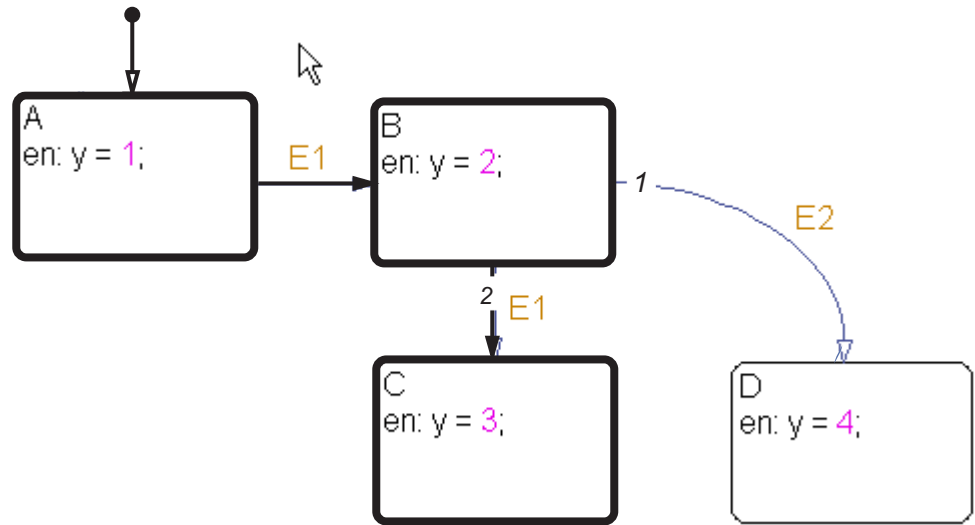 A
en: y = 1;
E1
B
en: y = 2;
1
E2
2
E1
C
en: y = 3;
D
en: y = 4;